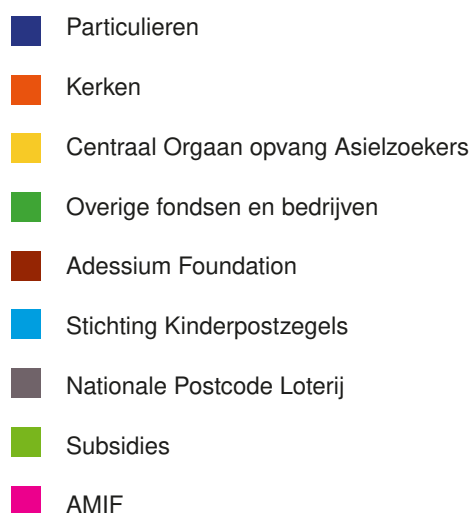 Particulieren
Kerken
Centraal Orgaan opvang Asielzoekers
Overige fondsen en bedrijven
Adessium Foundation
Stichting Kinderpostzegels
Nationale Postcode Loterij
Subsidies
AMIF